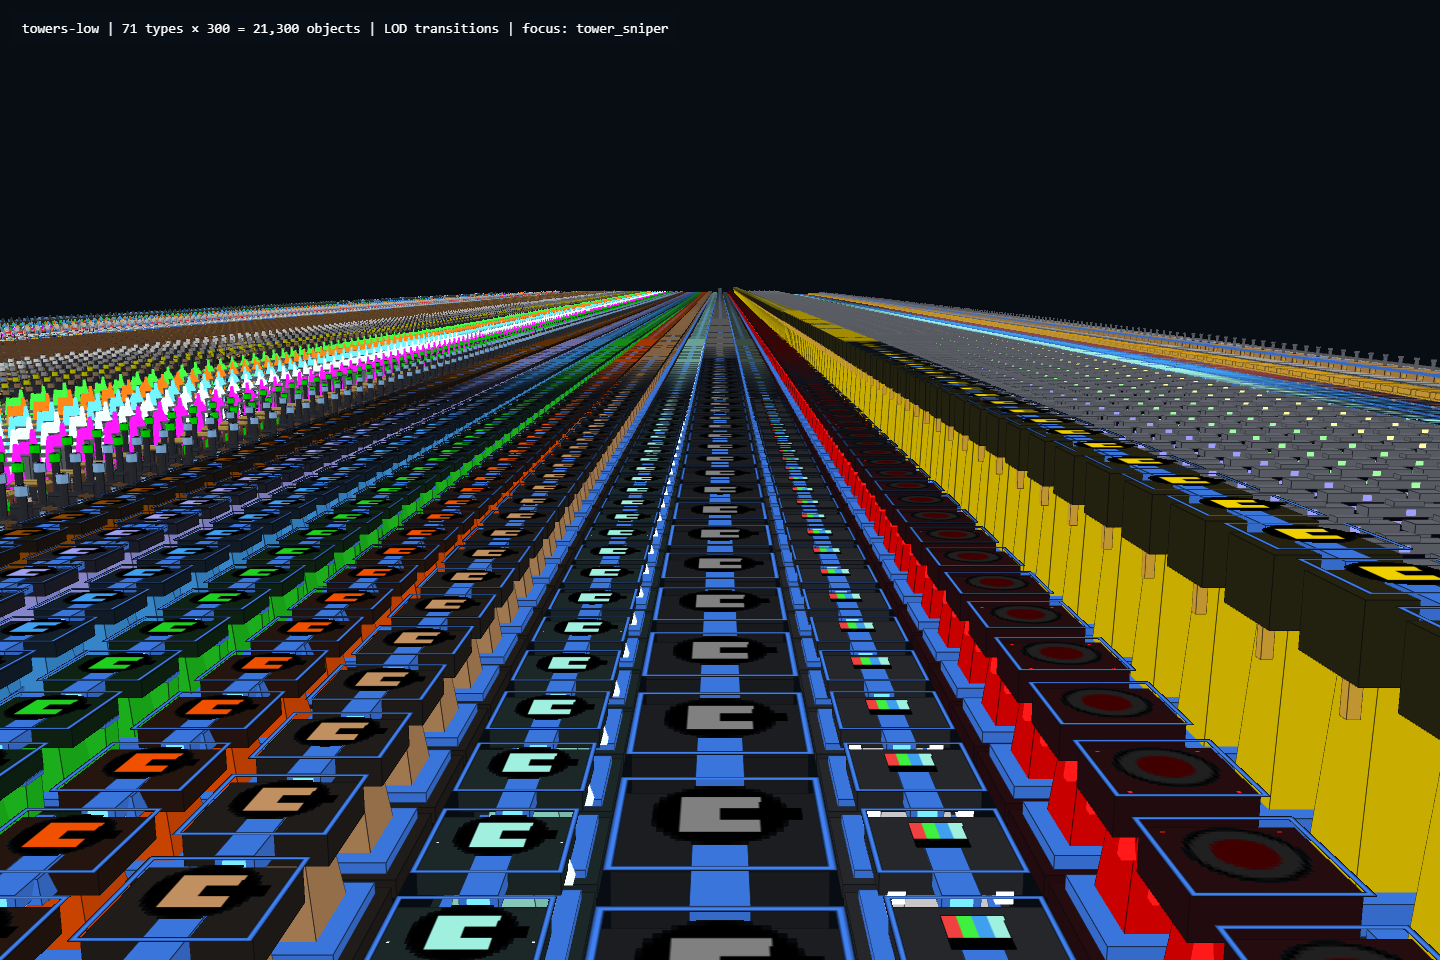 towers-low | 71 types × 300 = 21,300 objects | LOD transitions | focus: tower_sniper